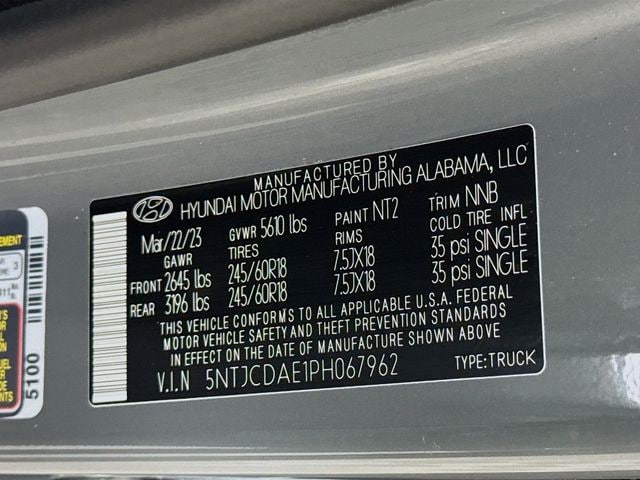 MANUFACTURED BY
HYUNDAI MOTOR MANUFACTURING ALABAMA, LLC
Mar/22/23 GVWR 5610 lbs PAINT NT2 TRIM NNB
GAWR TIRES RIMS COLD TIRE INFL
FRONT 2645 lbs 245/60R18 7.5JX18 35 psi SINGLE
REAR 3196 lbs 245/60R18 7.5JX18 35 psi SINGLE
THIS VEHICLE CONFORMS TO ALL APPLICABLE U.S.A. FEDERAL
MOTOR VEHICLE SAFETY AND THEFT PREVENTION STANDARDS
IN EFFECT ON THE DATE OF MANUFACTURE SHOWN ABOVE
V.I.N 5NTJCDAE1PH067962 TYPE:TRUCK
EMENT
3
5100